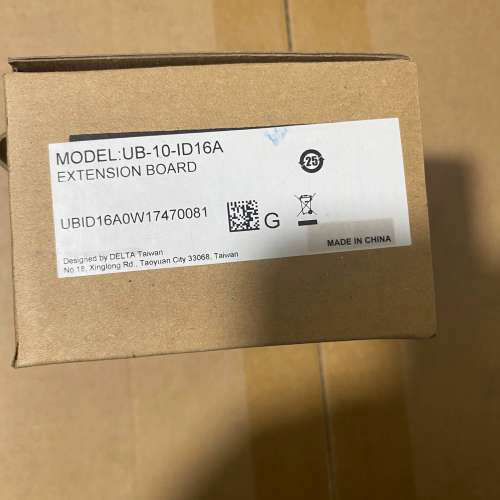 MODEL:UB-10-ID16A
EXTENSION BOARD
25
UBID16A0W17470081
G
MADE IN CHINA
Designed by DELTA Taiwan
No.18, Xinglong Rd., Taoyuan City 33068, Taiwan